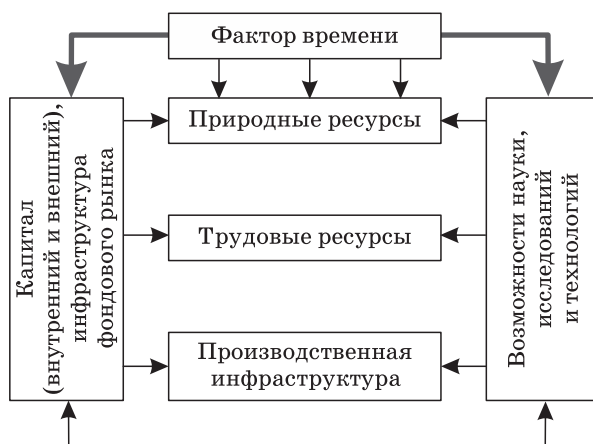 Фактор времени
Капитал
(внутренний и внешний),
инфраструктура
фондового рынка
Природные ресурсы
Трудовые ресурсы
Производственная
инфраструктура
Возможности науки,
исследований
и технологий